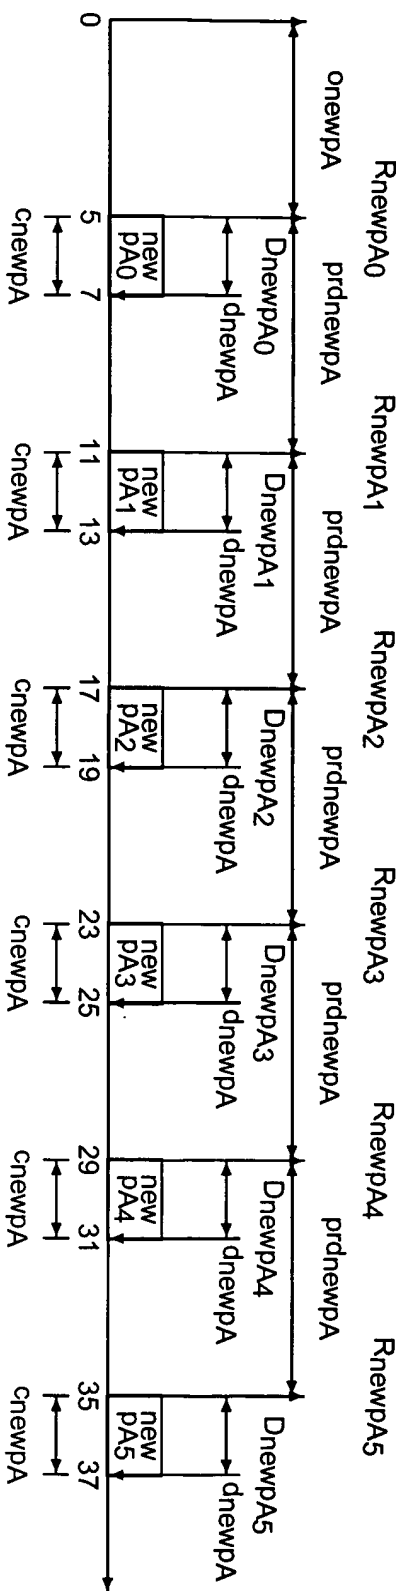 RnewpA0 RnewpA1 RnewpA2 RnewpA3 RnewpA4 RnewpA5
onewpA prdnewpA prdnewpA prdnewpA prdnewpA prdnewpA
DnewpA0 DnewpA1 DnewpA2 DnewpA3 DnewpA4 DnewpA5
dnewpA dnewpA dnewpA dnewpA dnewpA dnewpA
new new new new new new
pA0 pA1 pA2 pA3 pA4 pA5
0 5 7 11 13 17 19 23 25 29 31 35 37
cnewpA cnewpA cnewpA cnewpA cnewpA cnewpA